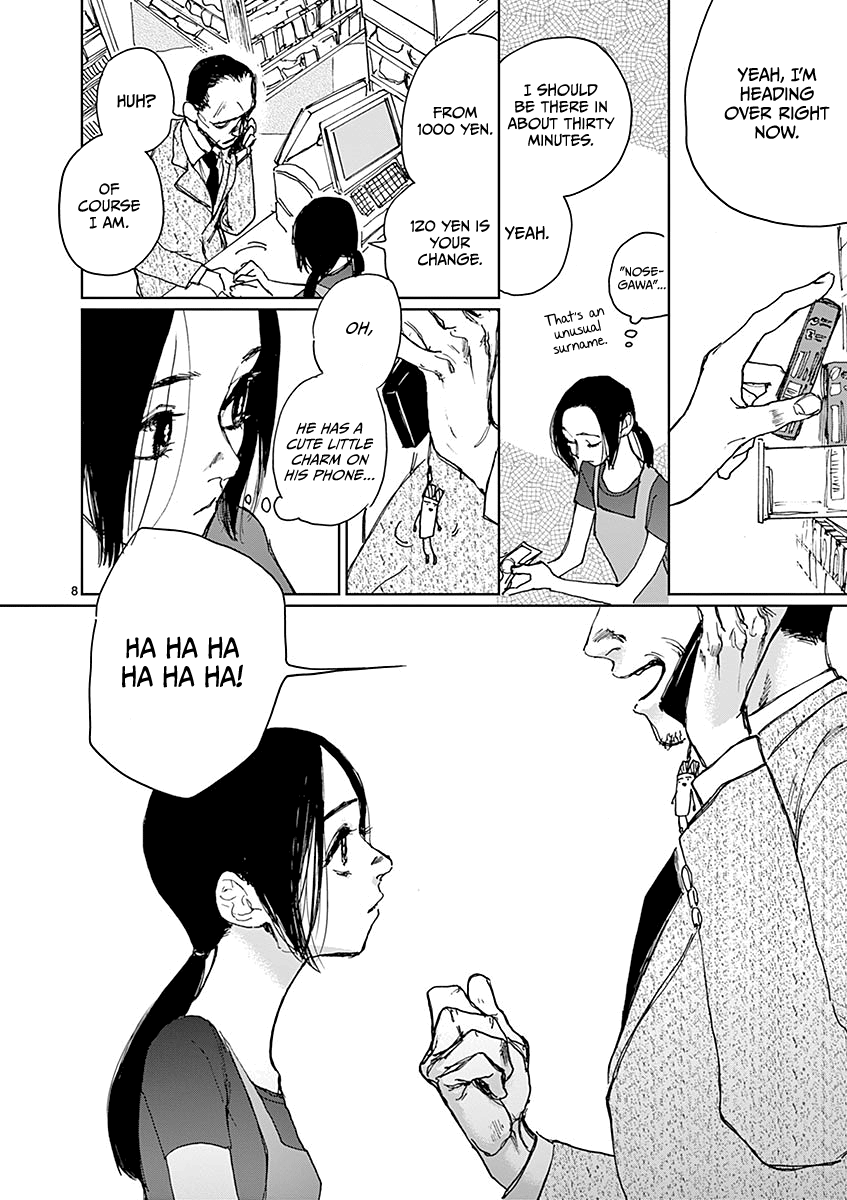 YEAH, I'M
HEADING
OVER RIGHT
NOW.
I SHOULD
BE THERE IN
ABOUT THIRTY
MINUTES.
YEAH.
"NOSE-
GAWA"...
That's an
unusual
surname.
FROM
1000 YEN.
120 YEN IS
YOUR
CHANGE.
HUH?
OF
COURSE
I AM.
OH,
HE HAS A
CUTE LITTLE
CHARM ON
HIS PHONE...
8
HA HA HA
HA HA HA!